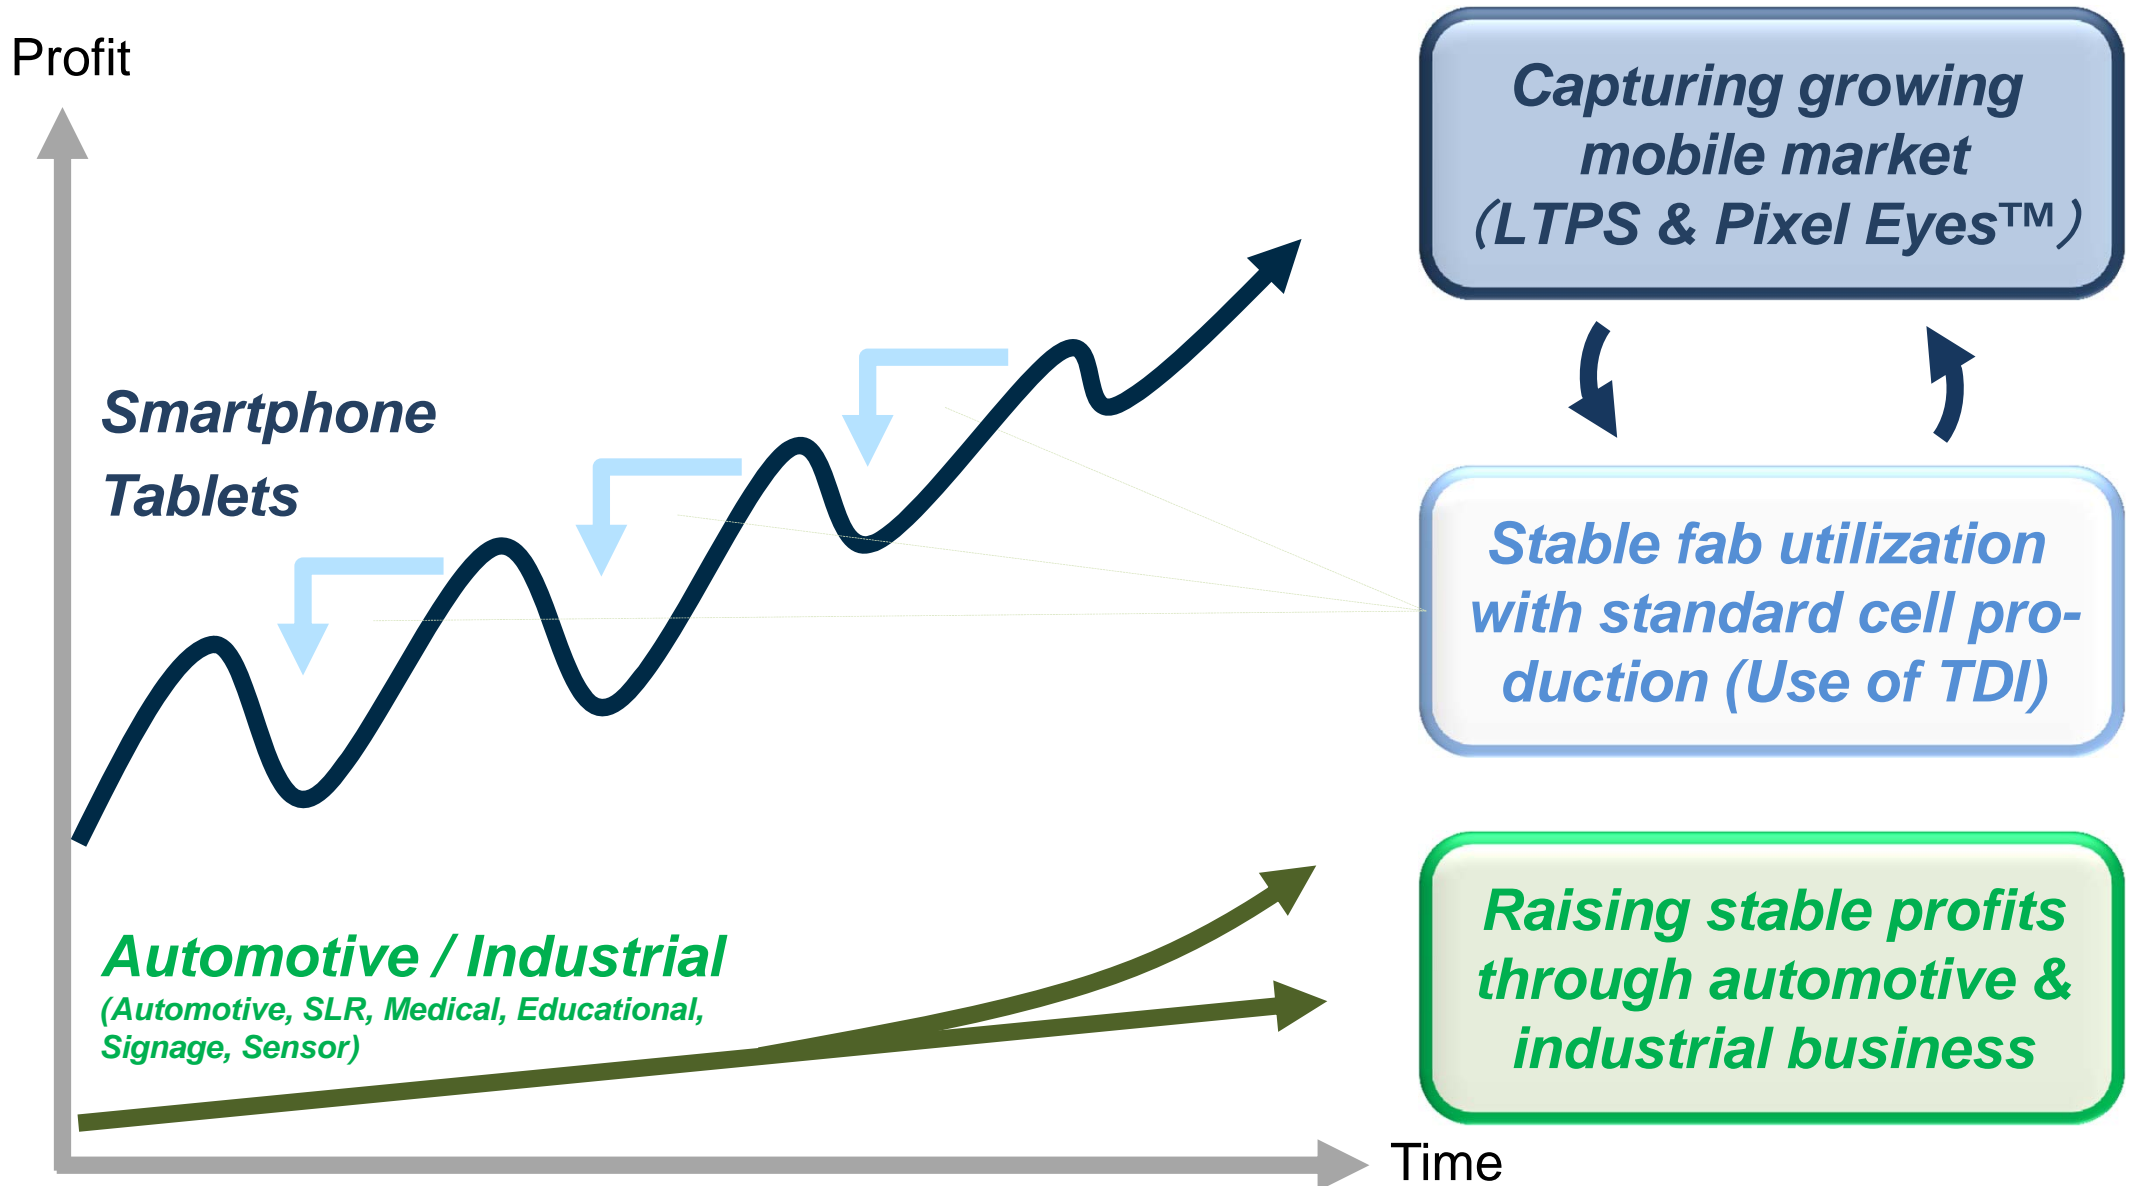 Profit
Capturing growing
mobile market
（LTPS & Pixel Eyes™）
Smartphone
Tablets
Stable fab utilization
with standard cell pro-
duction (Use of TDI)
Automotive / Industrial
(Automotive, SLR, Medical, Educational,
Signage, Sensor)
Raising stable profits
through automotive &
industrial business
Time